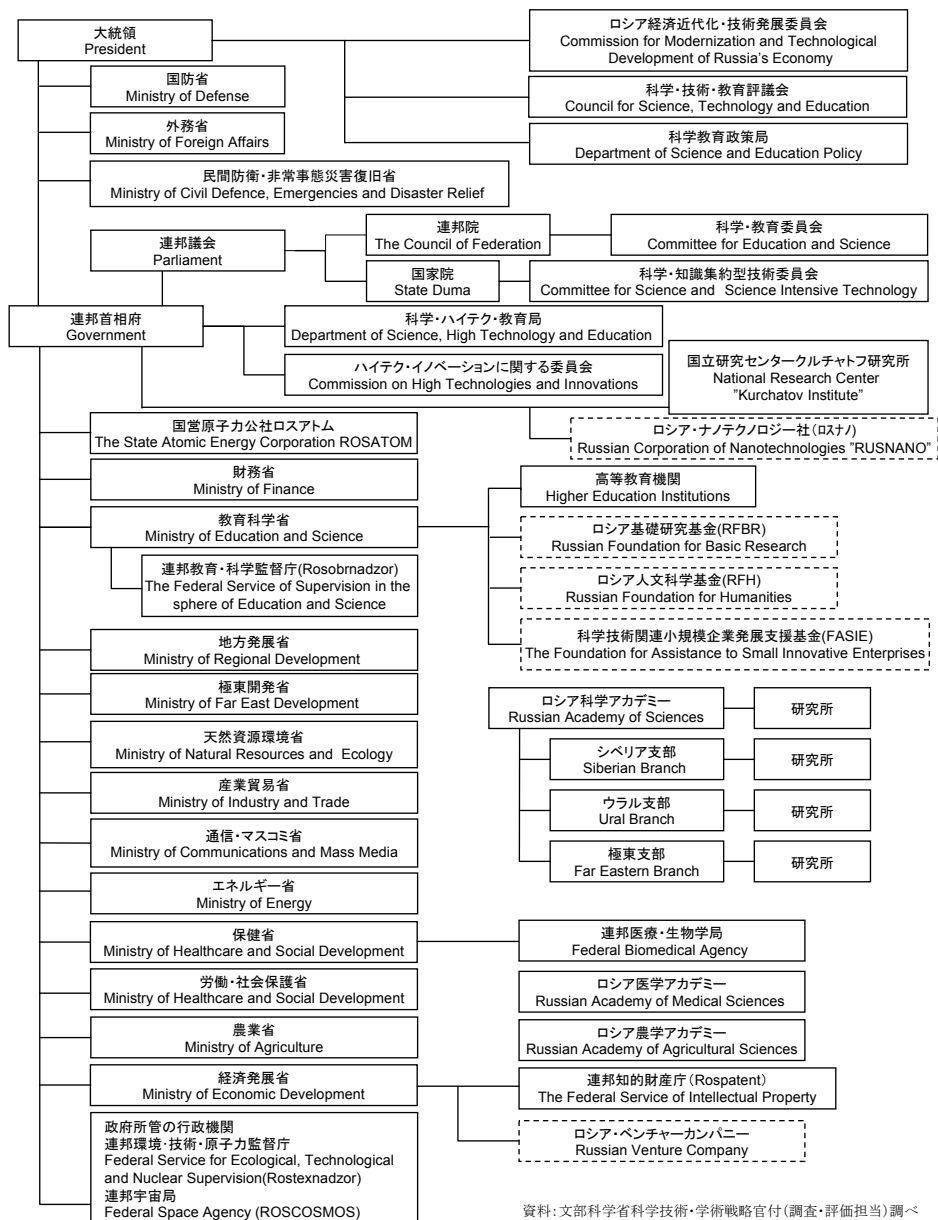 大統領
President
ロシア経済近代化・技術発展委員会
Commission for Modernization and Technological
Development of Russia's Economy
国防省
Ministry of Defense
科学・技術・教育評議会
Council for Science, Technology and Education
外務省
Ministry of Foreign Affairs
科学教育政策局
Department of Science and Education Policy
民間防衛・非常事態災害復旧省
Ministry of Civil Defence, Emergencies and Disaster Relief
連邦議会
Parliament
連邦院
The Council of Federation
科学・教育委員会
Committee for Education and Science
国家院
State Duma
科学・知識集約型技術委員会
Committee for Science and Science Intensive Technology
連邦首相府
Government
科学・ハイテク・教育局
Department of Science, High Technology and Education
ハイテク・イノベーションに関する委員会
Commission on High Technologies and Innovations
国立研究センタークルチャトフ研究所
National Research Center
"Kurchatov Institute"
国営原子力公社ロスアトム
The State Atomic Energy Corporation ROSATOM
ロシア・ナノテクノロジー社(ロスナノ)
Russian Corporation of Nanotechnologies "RUSNANO"
財務省
Ministry of Finance
高等教育機関
Higher Education Institutions
教育科学省
Ministry of Education and Science
ロシア基礎研究基金(RFBR)
Russian Foundation for Basic Research
連邦教育・科学監督庁(Rosobrnadzor)
The Federal Service of Supervision in the
sphere of Education and Science
ロシア人文科学基金(RFH)
Russian Foundation for Humanities
科学技術関連小規模企業発展支援基金(FASIE)
The Foundation for Assistance to Small Innovative Enterprises
地方発展省
Ministry of Regional Development
極東開発省
Ministry of Far East Development
ロシア科学アカデミー
Russian Academy of Sciences
研究所
天然資源環境省
Ministry of Natural Resources and Ecology
シベリア支部
Siberian Branch
研究所
産業貿易省
Ministry of Industry and Trade
ウラル支部
Ural Branch
研究所
通信・マスコミ省
Ministry of Communications and Mass Media
極東支部
Far Eastern Branch
研究所
エネルギー省
Ministry of Energy
保健省
Ministry of Healthcare and Social Development
連邦医療・生物学局
Federal Biomedical Agency
労働・社会保護省
Ministry of Healthcare and Social Development
ロシア医学アカデミー
Russian Academy of Medical Sciences
農業省
Ministry of Agriculture
ロシア農学アカデミー
Russian Academy of Agricultural Sciences
経済発展省
Ministry of Economic Development
連邦知的財産庁(Rospatent)
The Federal Service of Intellectual Property
ロシア・ベンチャーカンパニー
Russian Venture Company
政府所管の行政機関
連邦環境・技術・原子力監督庁
Federal Service for Ecological, Technological
and Nuclear Supervision(Rostexnadzor)
連邦宇宙局
Federal Space Agency (ROSCOSMOS)
資料:文部科学省科学技術・学術戦略官付(調査・評価担当)調べ